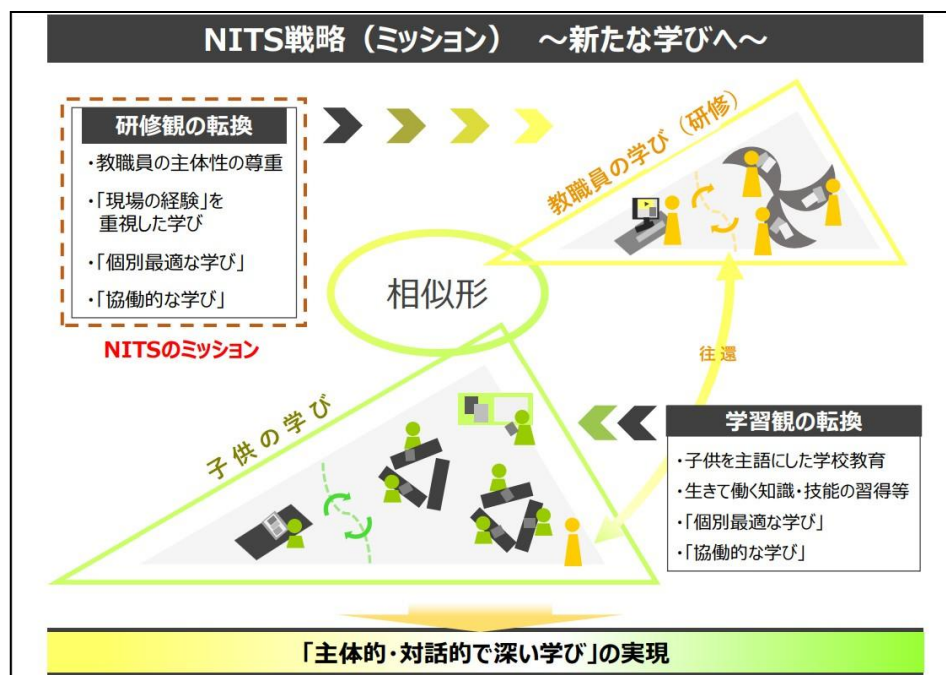 NITS戦略（ミッション）　～新たな学びへ～
研修観の転換
・教職員の主体性の尊重
・「現場の経験」を
重視した学び
・「個別最適な学び」
・「協働的な学び」
NITSのミッション
教職員の学び（研修）
相似形
往還
子供の学び
学習観の転換
・子供を主語にした学校教育
・生きて働く知識・技能の習得等
・「個別最適な学び」
・「協働的な学び」
「主体的・対話的で深い学び」の実現